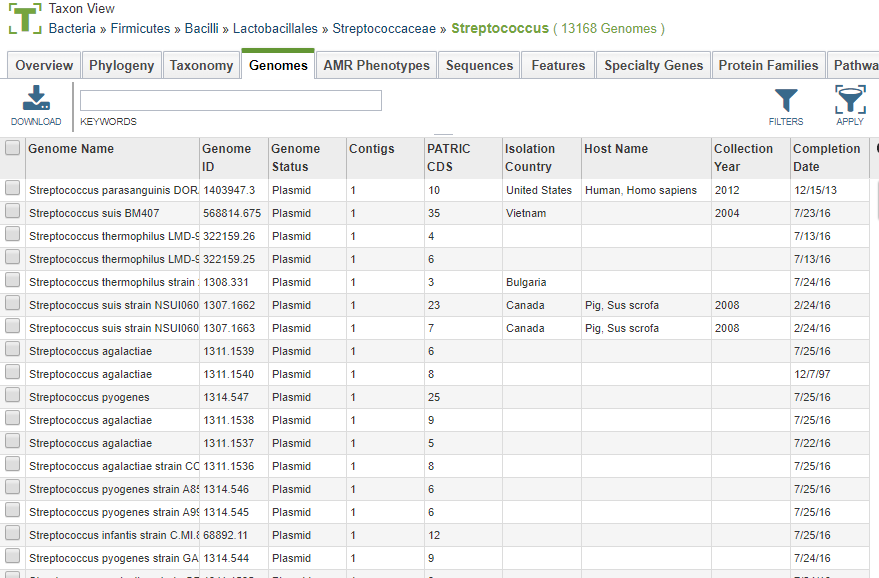 Taxon View
Bacteria » Firmicutes » Bacilli » Lactobacillales » Streptococcaceae » Streptococcus ( 13168 Genomes )
Overview Phylogeny Taxonomy Genomes AMR Phenotypes Sequences Features Specialty Genes Protein Families Pathwa
DOWNLOAD KEYWORDS FILTERS APPLY
Genome Name Genome ID Genome Status Contigs PATRIC CDS Isolation Country Host Name Collection Year Completion Date
Streptococcus parasanguinis DOR 1403947.3 Plasmid 1 10 United States Human, Homo sapiens 2012 12/15/13
Streptococcus suis BM407 568814.675 Plasmid 1 35 Vietnam 2004 7/23/16
Streptococcus thermophilus LMD-9 322159.26 Plasmid 1 4 7/13/16
Streptococcus thermophilus LMD-9 322159.25 Plasmid 1 6 7/13/16
Streptococcus thermophilus strain 1308.331 Plasmid 1 3 Bulgaria 7/24/16
Streptococcus suis strain NSUI060 1307.1662 Plasmid 1 23 Canada Pig, Sus scrofa 2008 2/24/16
Streptococcus suis strain NSUI060 1307.1663 Plasmid 1 7 Canada Pig, Sus scrofa 2008 2/24/16
Streptococcus agalactiae 1311.1539 Plasmid 1 6 7/25/16
Streptococcus agalactiae 1311.1540 Plasmid 1 8 12/7/97
Streptococcus pyogenes 1314.547 Plasmid 1 25 7/25/16
Streptococcus agalactiae 1311.1538 Plasmid 1 9 7/25/16
Streptococcus agalactiae 1311.1537 Plasmid 1 5 7/22/16
Streptococcus agalactiae strain CC 1311.1536 Plasmid 1 8 7/25/16
Streptococcus pyogenes strain A85 1314.546 Plasmid 1 6 7/25/16
Streptococcus pyogenes strain A99 1314.545 Plasmid 1 6 7/25/16
Streptococcus infantis strain C.MI.8 68892.11 Plasmid 1 12 7/25/16
Streptococcus pyogenes strain GA 1314.544 Plasmid 1 9 7/24/16